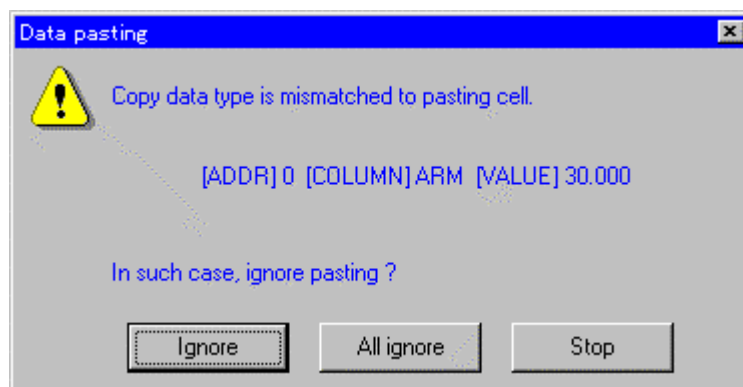 Data pasting
Copy data type is mismatched to pasting cell.
[ADDR] 0 [COLUMN] ARM [VALUE] 30.000
In such case, ignore pasting ?
Ignore
All ignore
Stop